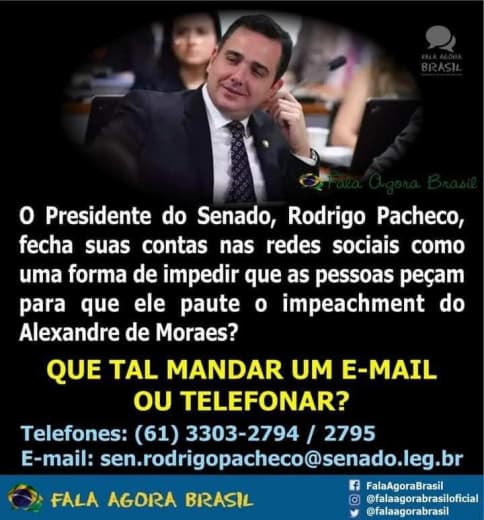 FALA AGORA
BRASIL
Fala Agora Brasil
O Presidente do Senado, Rodrigo Pacheco,
fecha suas contas nas redes sociais como
uma forma de impedir que as pessoas peçam
para que ele paute o impeachment do
Alexandre de Moraes?
QUE TAL MANDAR UM E-MAIL
OU TELEFONAR?
Telefones: (61) 3303-2794 / 2795
E-mail: sen.rodrigopacheco@senado.leg.br
FALA AGORA BRASIL
FalaAgoraBrasil
@falaagorabrasiloficial
@falaagorabrasil